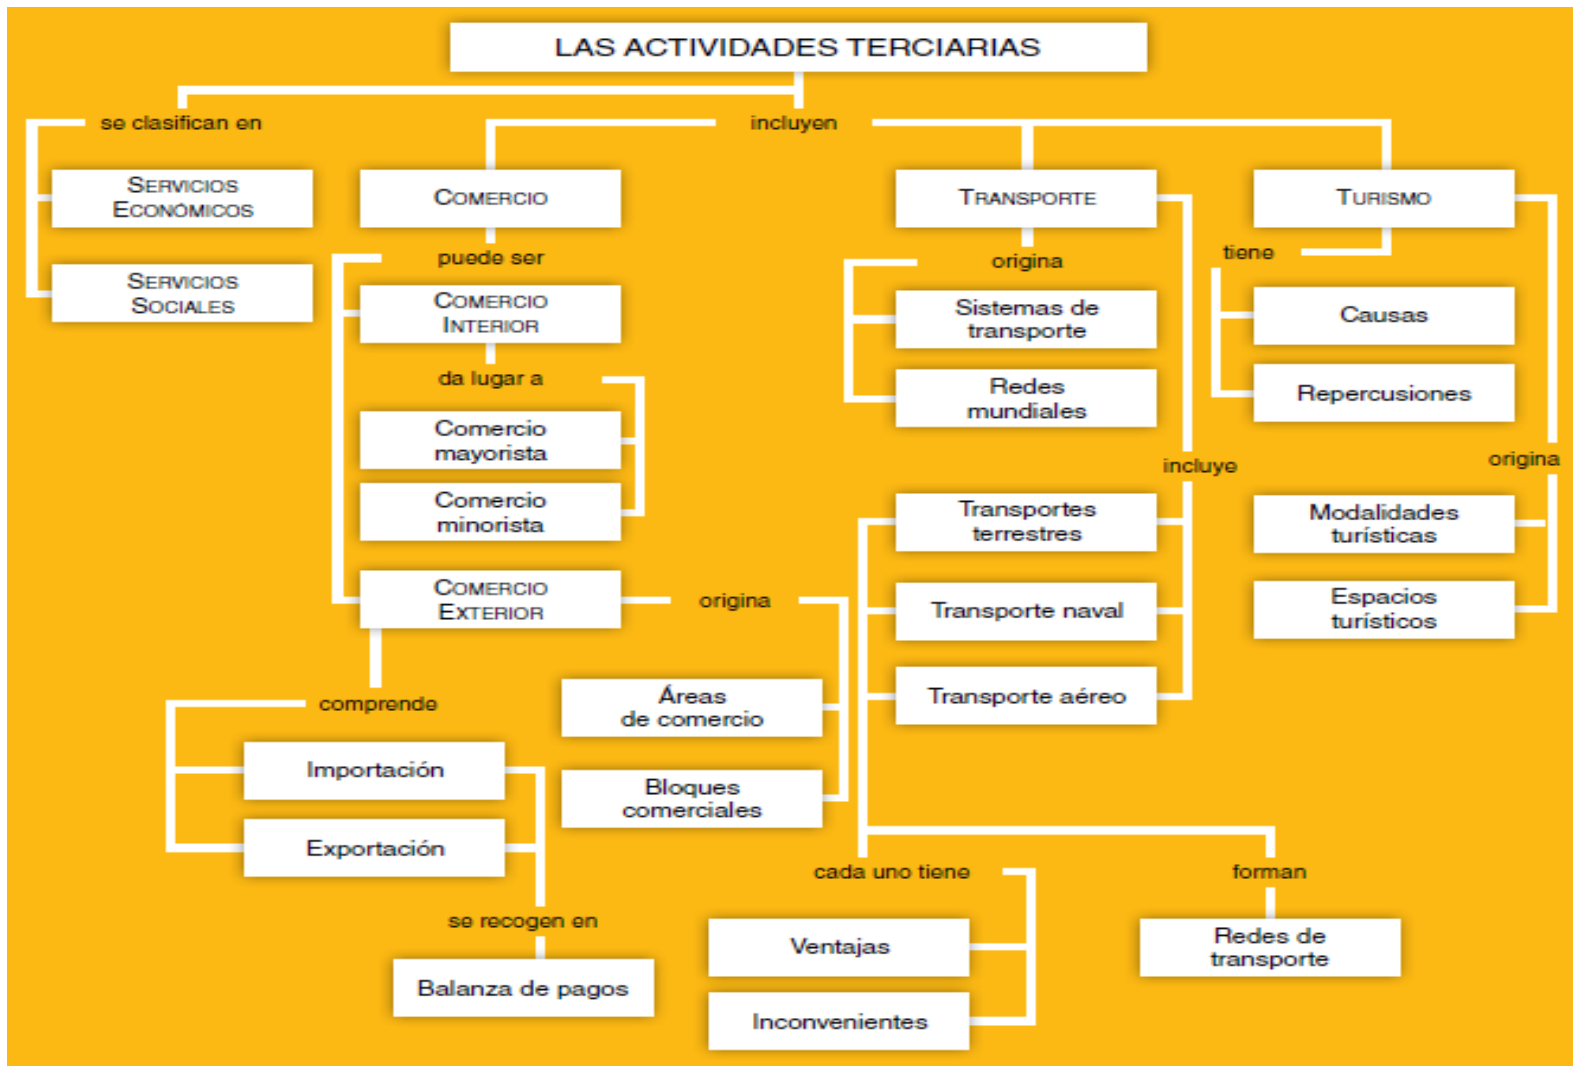 LAS ACTIVIDADES TERCIARIAS
se clasifican en
incluyen
SERVICIOS
ECONÓMICOS
SERVICIOS
SOCIALES
COMERCIO
puede ser
COMERCIO
INTERIOR
da lugar a
Comercio
mayorista
Comercio
minorista
COMERCIO
EXTERIOR
origina
Áreas
de comercio
Bloques
comerciales
comprende
Importación
Exportación
se recogen en
Balanza de pagos
TRANSPORTE
origina
Sistemas de
transporte
Redes
mundiales
incluye
Transportes
terrestres
Transporte naval
Transporte aéreo
cada uno tiene
Ventajas
Inconvenientes
forman
Redes de
transporte
TURISMO
tiene
Causas
Repercusiones
origina
Modalidades
turísticas
Espacios
turísticos